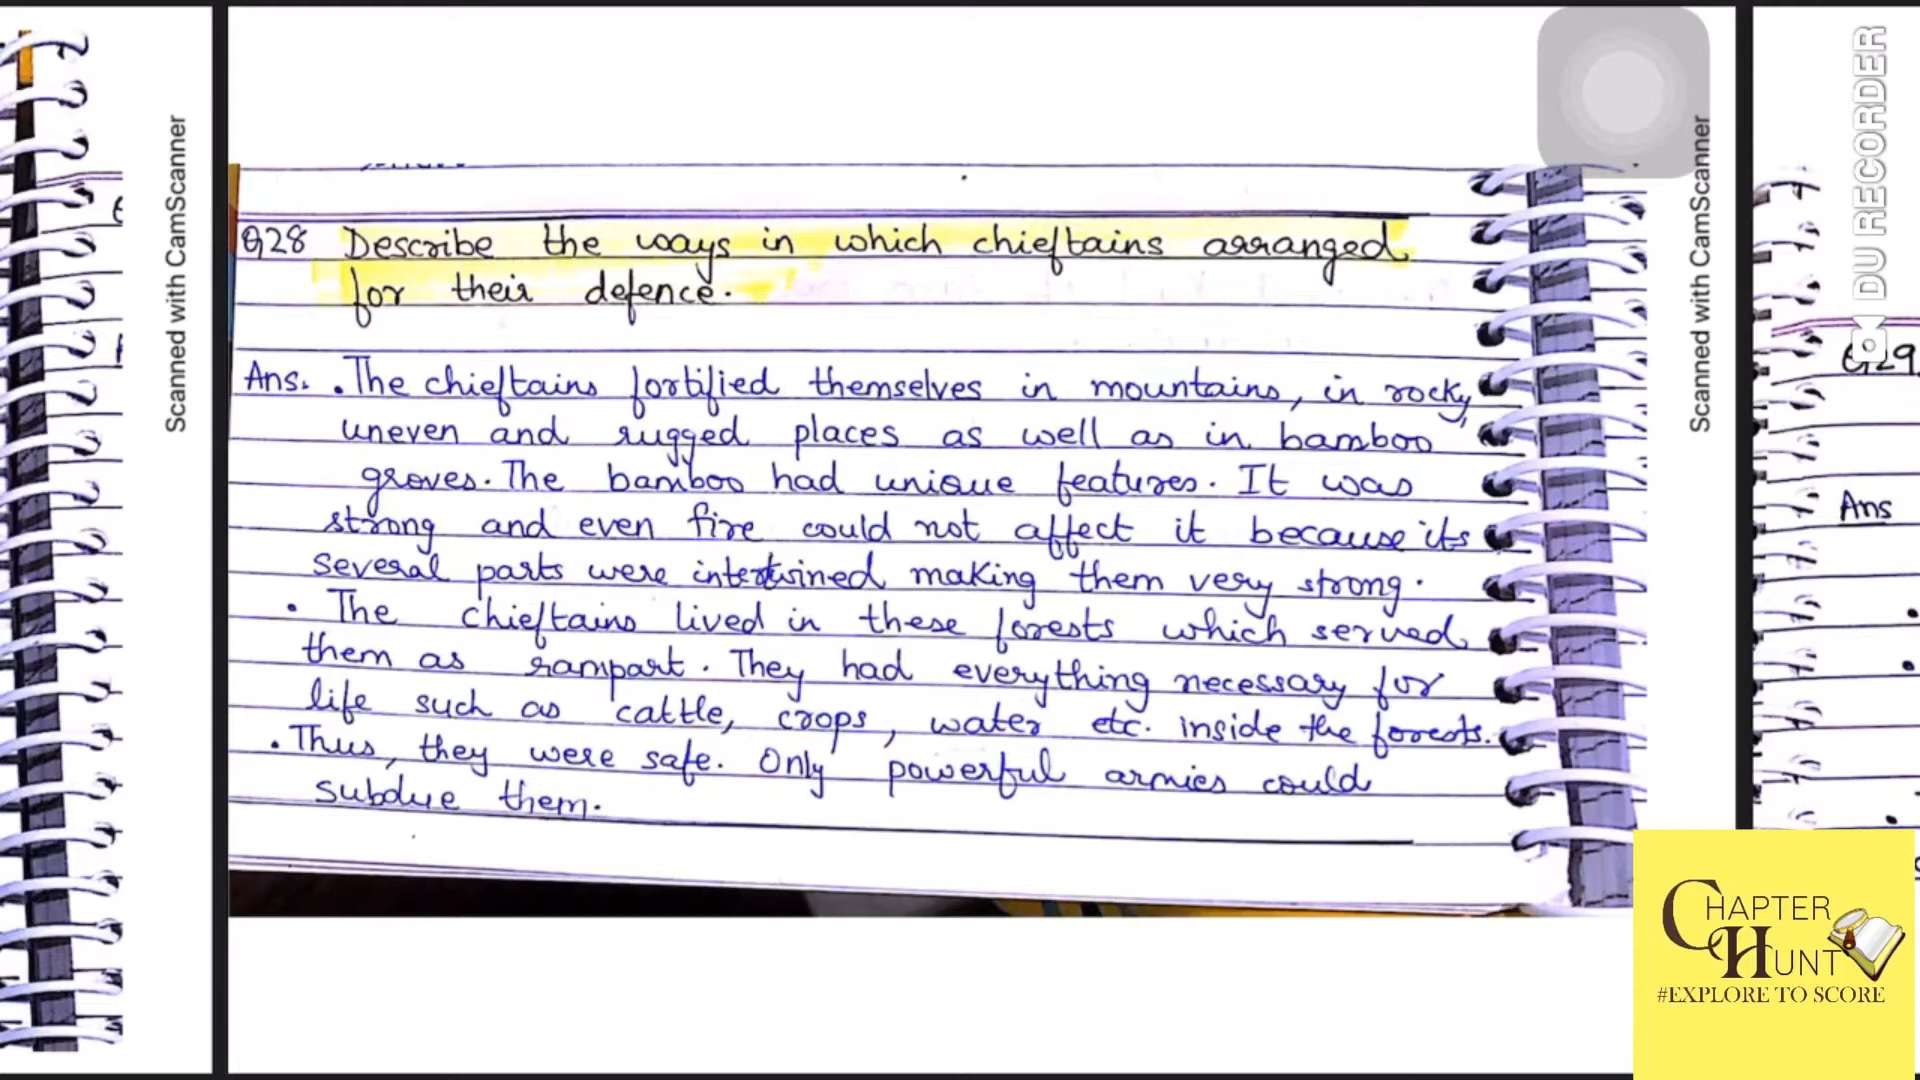 Scanned with CamScanner
Q28 Describe the ways in which chieftains arranged
for their defence.
Ans. . The chieftains fortified themselves in mountains, in rocky,
uneven and rugged places as well as in bamboo
groves. The bamboo had unique features. It was
strong and even fire could not affect it because its
several parts were intertwined making them very strong.
• The chieftains lived in these forests which served
them as rampart. They had everything necessary for
life such as cattle, crops, water etc. inside the forests.
. Thus, they were safe. Only powerful armies could
subdue them.
Scanned with CamScanner
DU RECORDER
Q29.
Ans
CHAPTER
HUNT
#EXPLORE TO SCORE